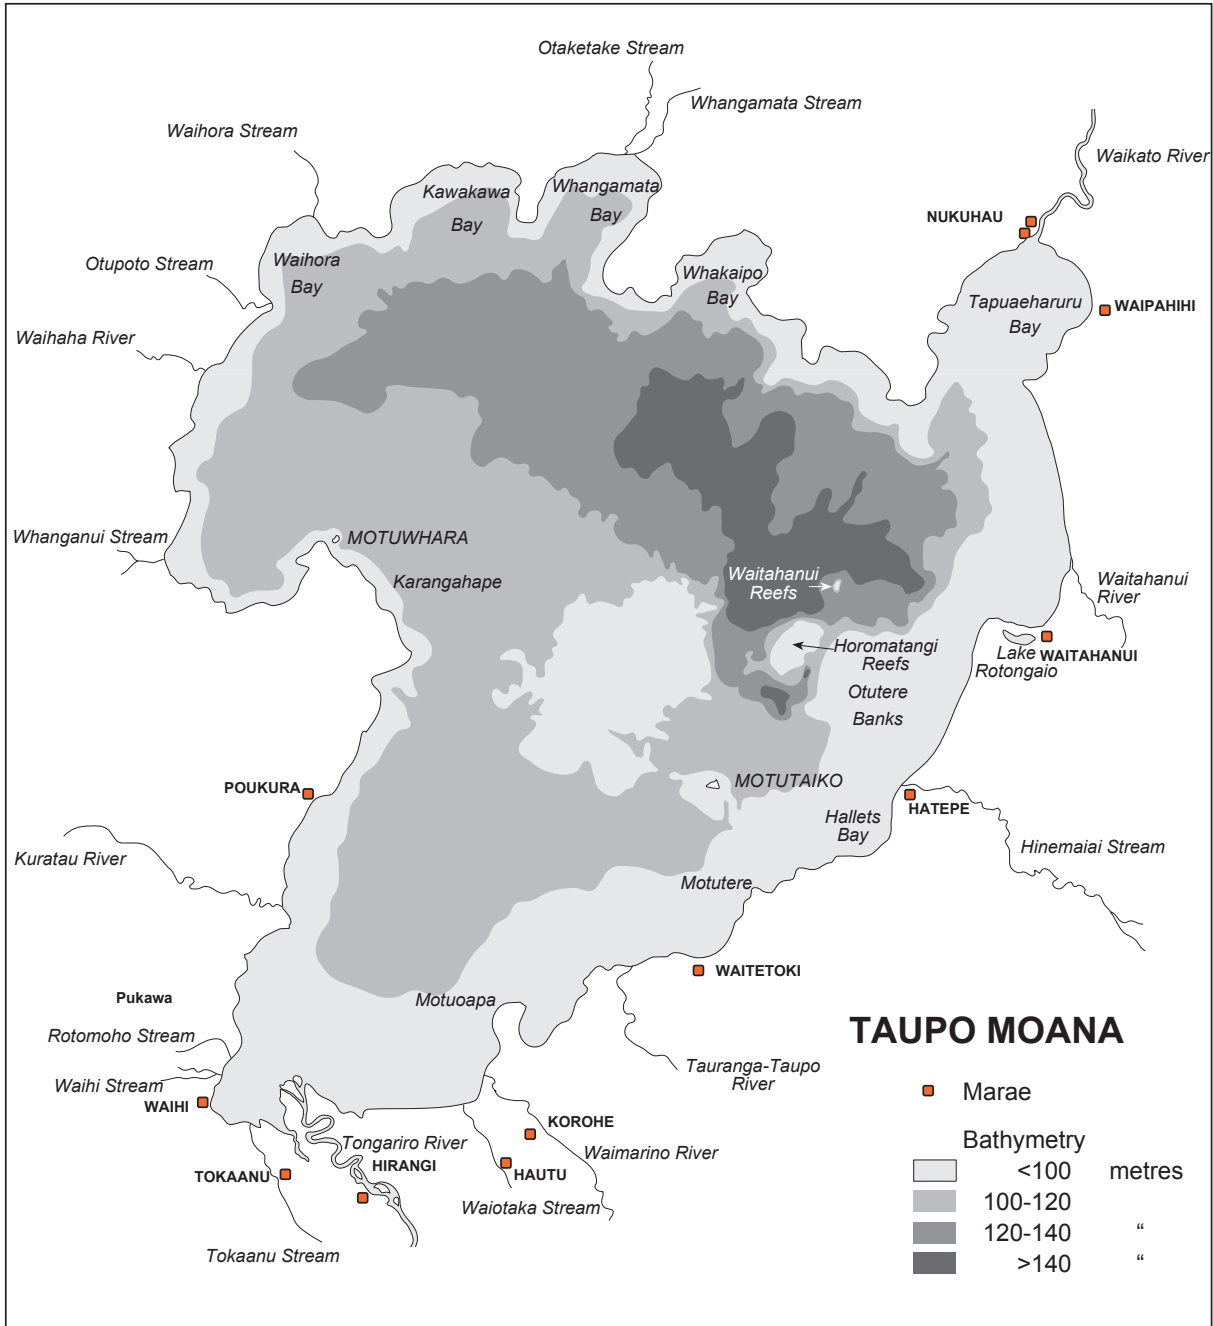 Otaketake Stream
Whangamata Stream
Waihora Stream
Waikato River
Kawakawa
Bay
Whangamata
Bay
NUKUHAU
Waihora
Bay
Otupoto Stream
Whakaipo
Bay
Tapuaeharuru
Bay
WAIPAHIHI
Waihaha River
Whanganui Stream
MOTUWHARA
Karangahape
Waitahanui
Reefs
Waitahanui
River
Horomatangi
Reefs
Lake
Rotongaio
WAITAHANUI
Otutere
Banks
POUKURA
MOTUTAIKO
HATEPE
Hallets
Bay
Kuratau River
Hinemaiai Stream
Motutere
WAITETOKI
Pukawa
Motuoapa
Rotomoho Stream
Waihi Stream
WAIHI
Tauranga-Taupo
River
KOROHE
Waimarino River
Tongariro River
HIRANGI
HAUTU
TOKAANU
Waiotaka Stream
Tokaanu Stream
TAUPO MOANA
Marae
Bathymetry
<100 metres
100-120
120-140 “
>140 “